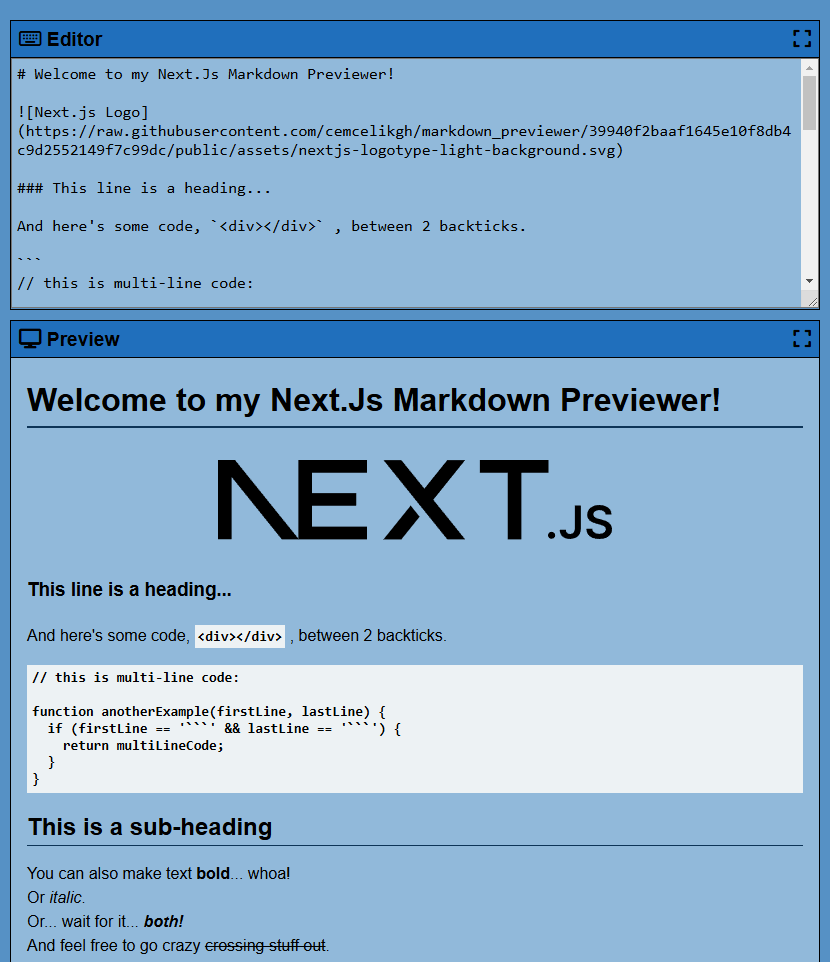 Editor
# Welcome to my Next.Js Markdown Previewer!
![Next.js Logo]
(https://raw.githubusercontent.com/cemcelikgh/markdown_previewer/39940f2baaf1645e10f8db4
c9d2552149f7c99dc/public/assets/nextjs-logotype-light-background.svg)
### This line is a heading...
And here's some code, `<div></div>` , between 2 backticks.
```
// this is multi-line code:
Preview
Welcome to my Next.Js Markdown Previewer!
NEXT.JS
This line is a heading...
And here's some code, <div></div> , between 2 backticks.
// this is multi-line code:
function anotherExample(firstLine, lastLine) {
  if (firstLine == '```' && lastLine == '```') {
    return multiLineCode;
  }
}
This is a sub-heading
You can also make text bold... whoa!
Or italic.
Or... wait for it... both!
And feel free to go crazy crossing stuff out.